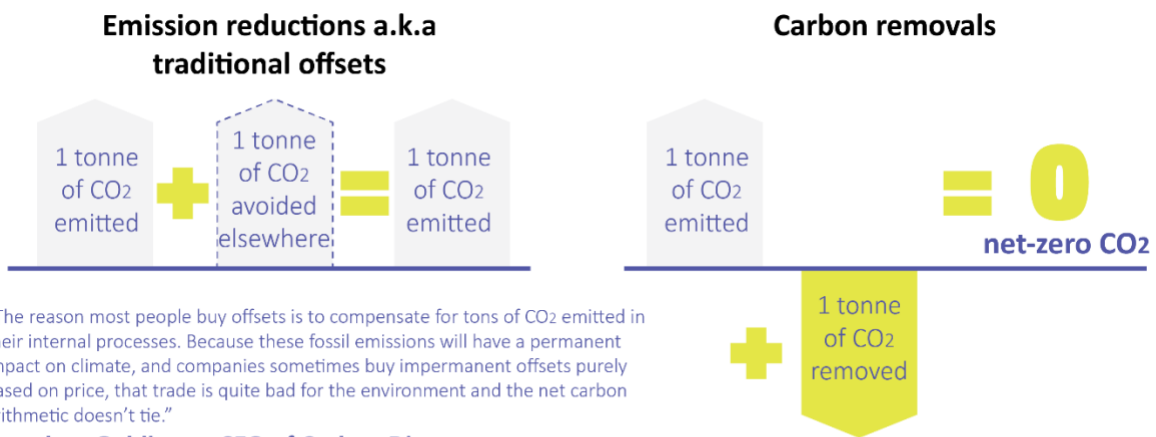 Emission reductions a.k.a
traditional offsets
1 tonne
of CO2
emitted
+
1 tonne
of CO2
avoided
elsewhere
=
1 tonne
of CO2
emitted
The reason most people buy offsets is to compensate for tons of CO2 emitted in
heir internal processes. Because these fossil emissions will have a permanent
mpact on climate, and companies sometimes buy impermanent offsets purely
ased on price, that trade is quite bad for the environment and the net carbon
rithmetic doesn’t tie.”
CEO of Carbon
Carbon removals
1 tonne
of CO2
emitted
+
1 tonne
of CO2
removed
= 0
net-zero CO2